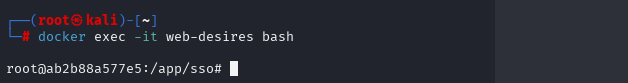 ┌──(root㉿kali)-[~]
└─# docker exec -it web-desires bash
root@ab2b88a577e5:/app/sso#